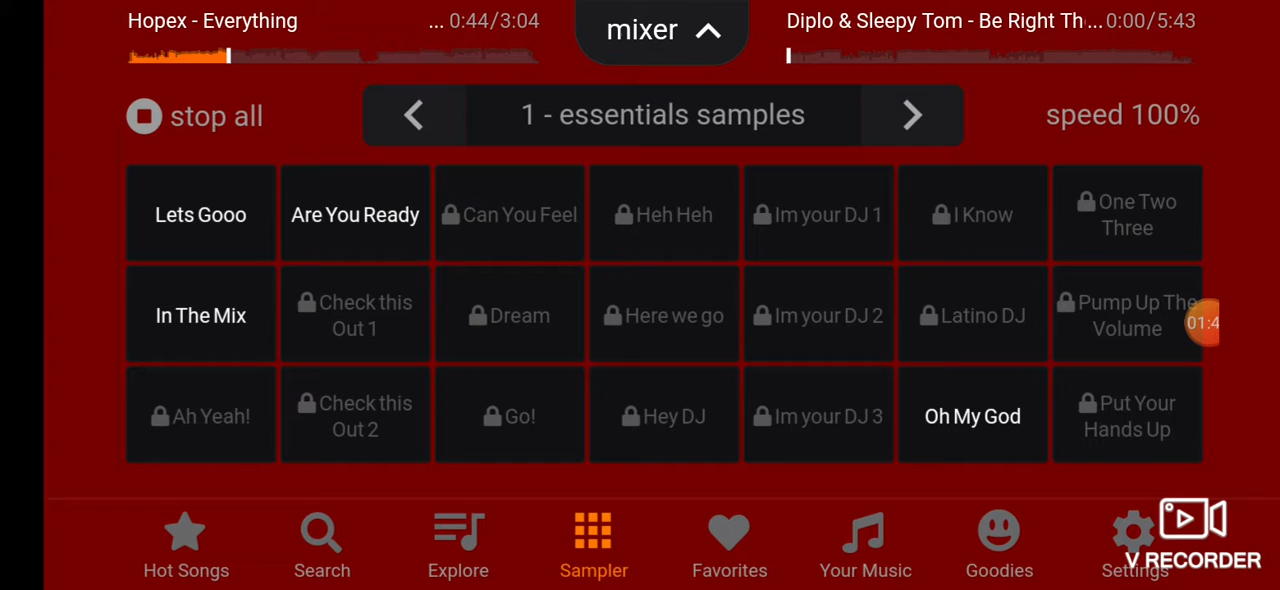 Hopex - Everything ... 0:44/3:04
mixer
Diplo & Sleepy Tom - Be Right Th... 0:00/5:43
stop all
1 - essentials samples
speed 100%
Lets Gooo
Are You Ready
Can You Feel
Heh Heh
Im your DJ 1
I Know
One Two
Three
In The Mix
Check this
Out 1
Dream
Here we go
Im your DJ 2
Latino DJ
Pump Up The
Volume
01:4
Ah Yeah!
Check this
Out 2
Go!
Hey DJ
Im your DJ 3
Oh My God
Put Your
Hands Up
Hot Songs
Search
Explore
Sampler
Favorites
Your Music
Goodies
Settings
V RECORDER